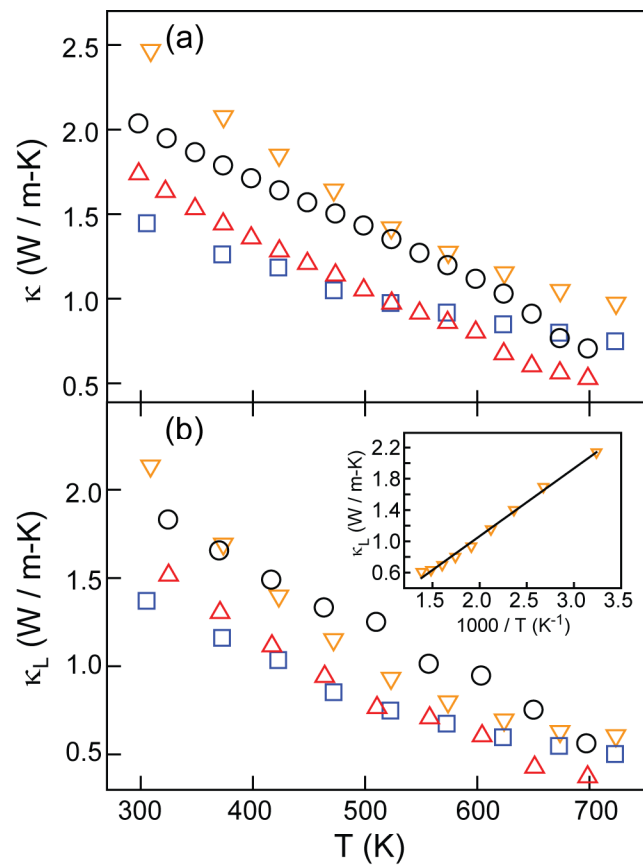 (a)
2.5
2.0
1.5
1.0
0.5
κ (W / m-K)
(b)
2.0
1.5
1.0
0.5
κL (W / m-K)
2.2
1.8
1.4
1.0
0.6
κL (W / m-K)
1.5 2.0 2.5 3.0 3.5
1000 / T (K-1)
300 400 500 600 700
T (K)